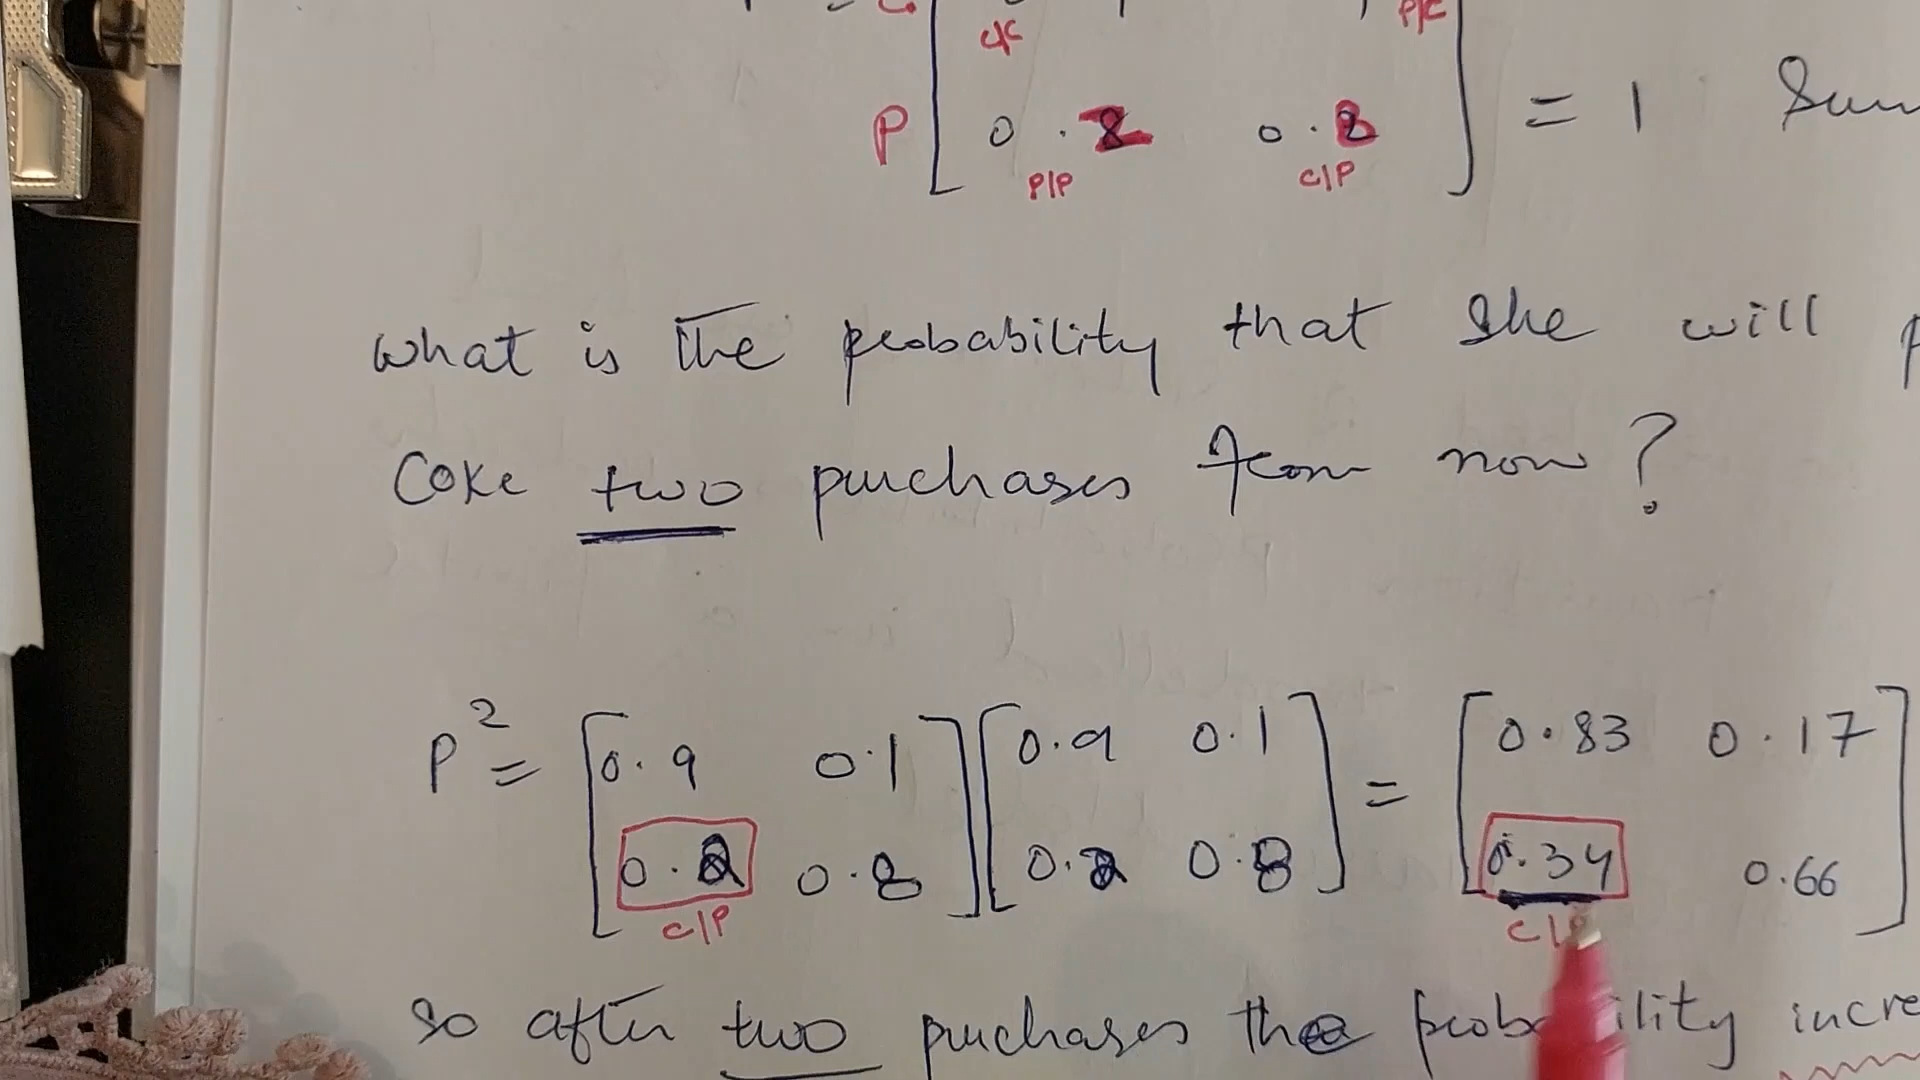 C/C P/C
P 0.2 0.8 = 1
P/P C/P
What is the probability that she will
Coke two purchases from now?
P² = [0.9 0.1] [0.9 0.1] = [0.83 0.17]
[0.2 0.8] [0.2 0.8] [0.34 0.66]
C/P
So after two purchases the probability